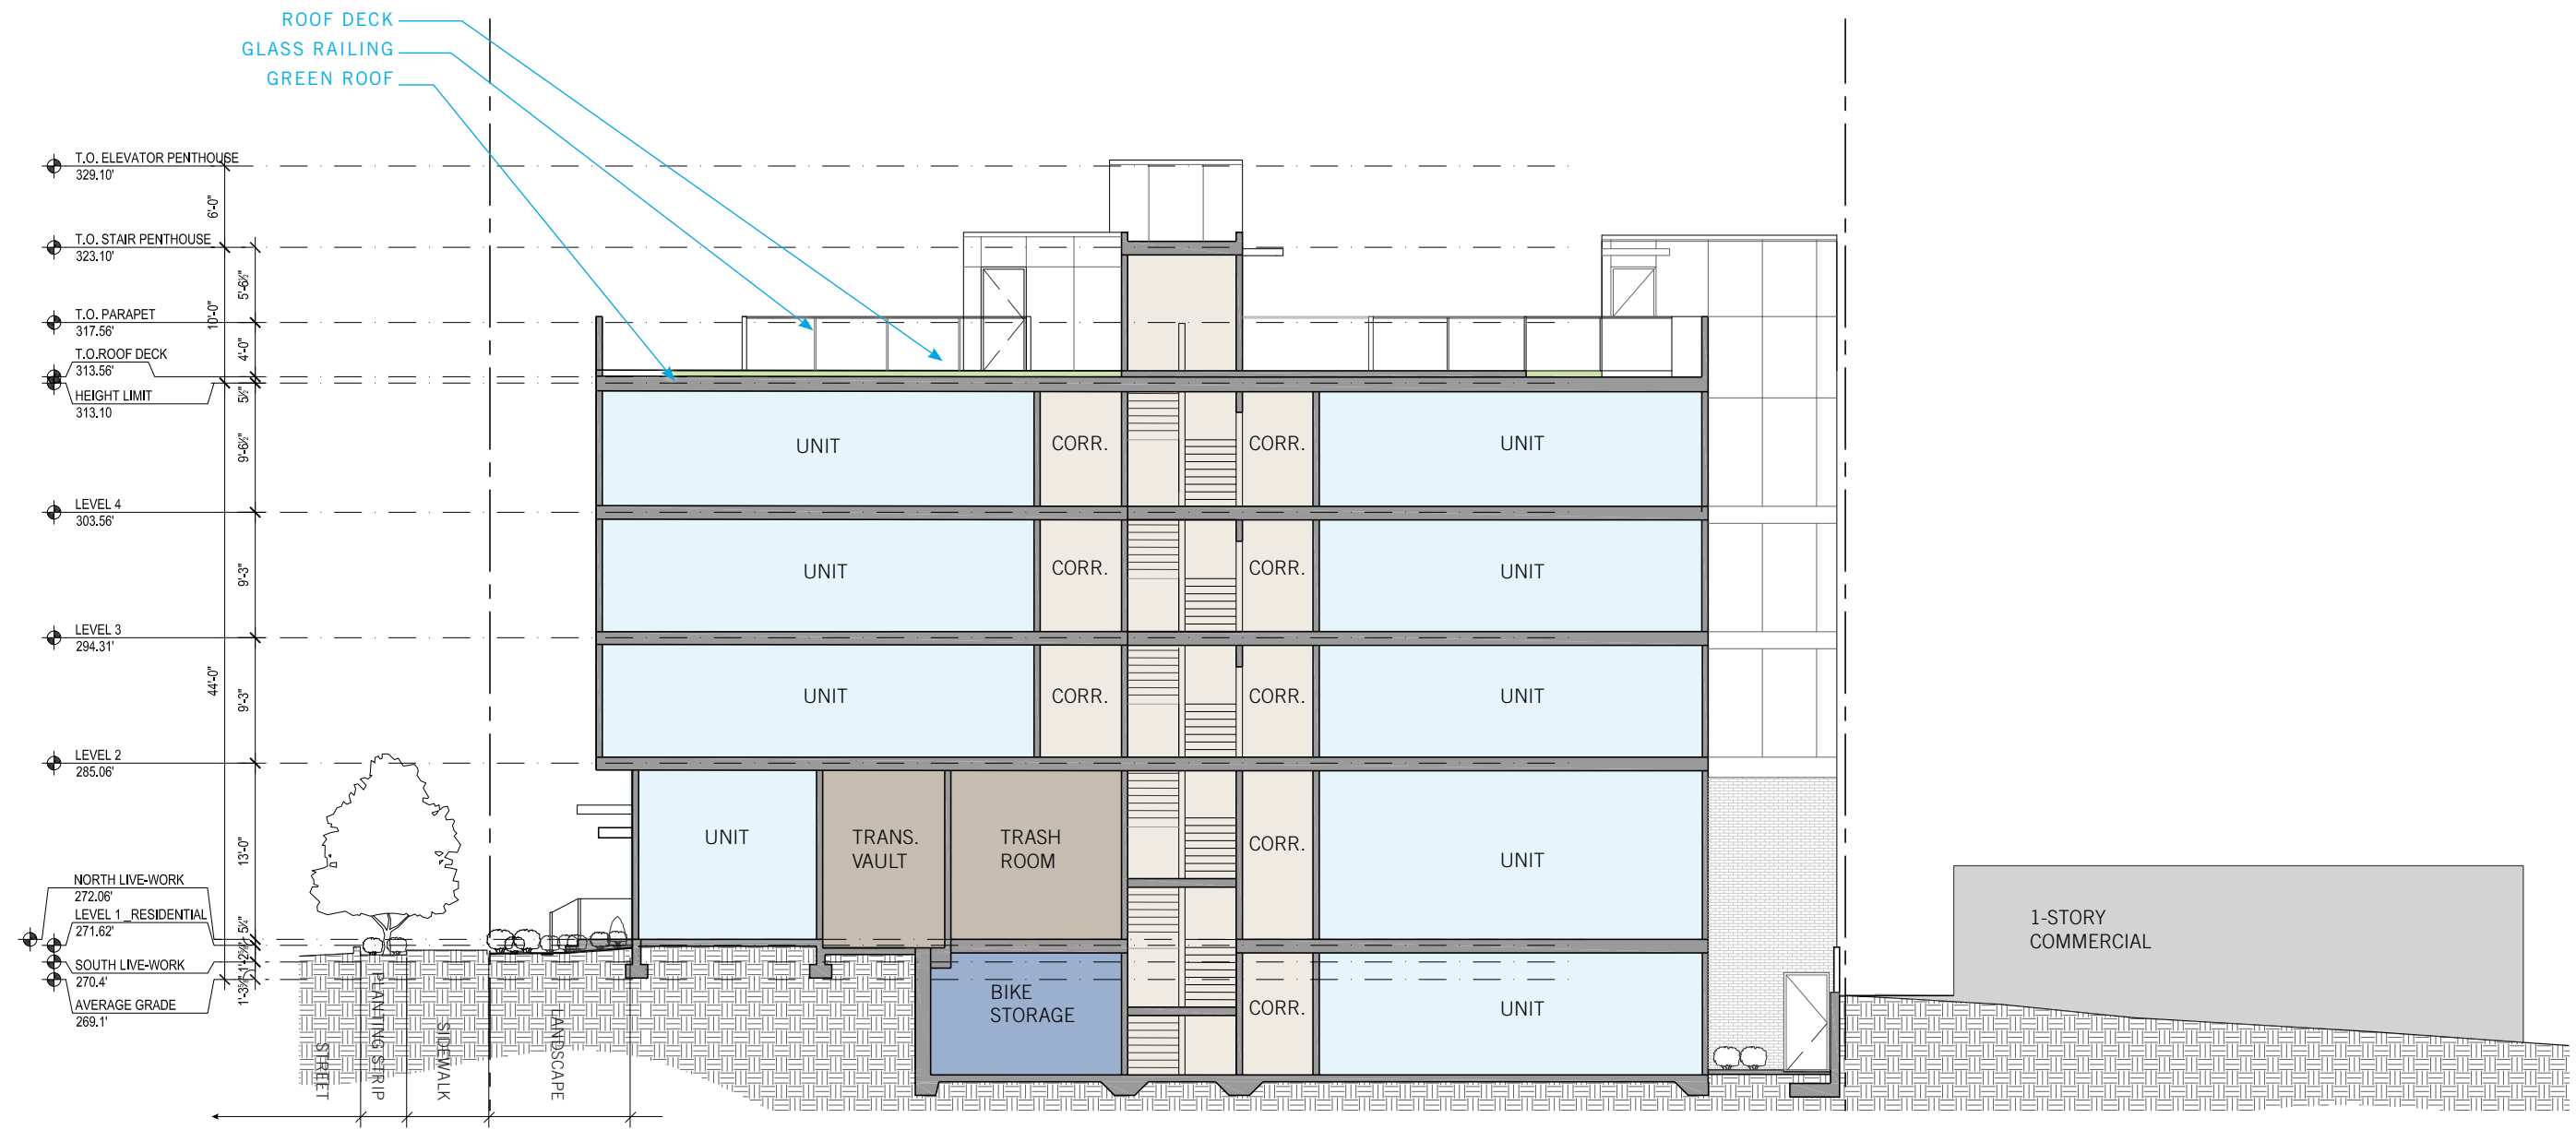 ROOF DECK
GLASS RAILING
GREEN ROOF
T.O. ELEVATOR PENTHOUSE
329.10'
6'-0"
T.O. STAIR PENTHOUSE
323.10'
5'-6½"
10'-0"
T.O. PARAPET
317.56'
4'-0"
T.O.ROOF DECK
313.56'
5½"
HEIGHT LIMIT
313.10
9'-6½"
UNIT
CORR.
CORR.
UNIT
LEVEL 4
303.56'
9'-3"
UNIT
CORR.
CORR.
UNIT
LEVEL 3
294.31'
44'-0"
9'-3"
UNIT
CORR.
CORR.
UNIT
LEVEL 2
285.06'
13'-0"
UNIT
TRANS.
VAULT
TRASH
ROOM
CORR.
UNIT
NORTH LIVE-WORK
272.06'
LEVEL 1_RESIDENTIAL
271.62'
SOUTH LIVE-WORK
270.4'
AVERAGE GRADE
269.1'
BIKE
STORAGE
CORR.
UNIT
1-STORY
COMMERCIAL
STREET
PLANTING STRIP
SIDEWALK
LANDSCAPE